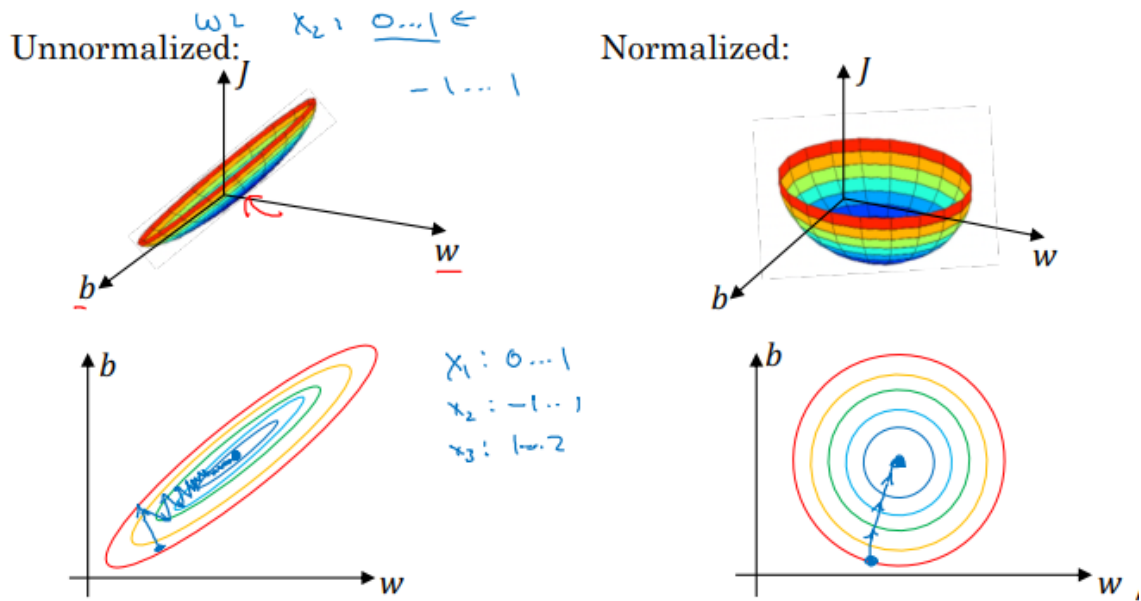 w2 x₂: 0...1 ←
Unnormalized:
-1...1
J
w
b
Normalized:
J
w
b
b
w
x₁: 0...1
x₂: -1...1
x₃: 1...2
b
w